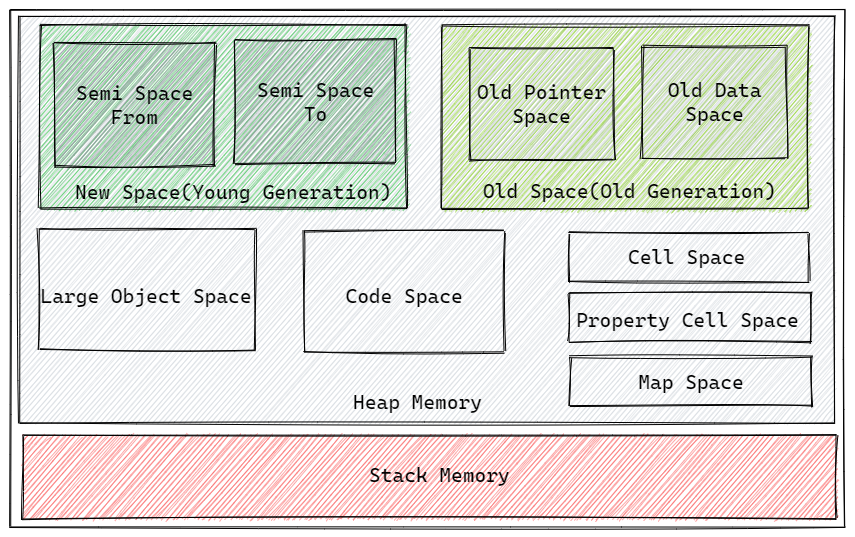 Semi Space
From
Semi Space
To
New Space(Young Generation)
Old Pointer
Space
Old Data
Space
Old Space(Old Generation)
Large Object Space
Code Space
Cell Space
Property Cell Space
Map Space
Heap Memory
Stack Memory